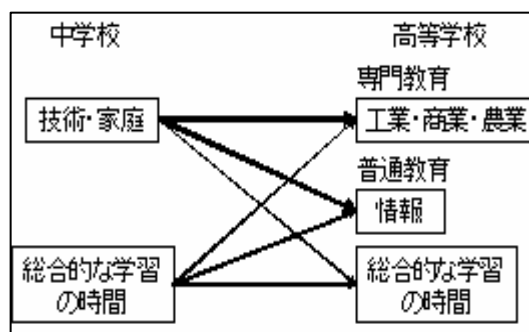 中学校
高等学校
専門教育
技術・家庭
工業・商業・農業
普通教育
情報
総合的な学習
の時間
総合的な学習
の時間